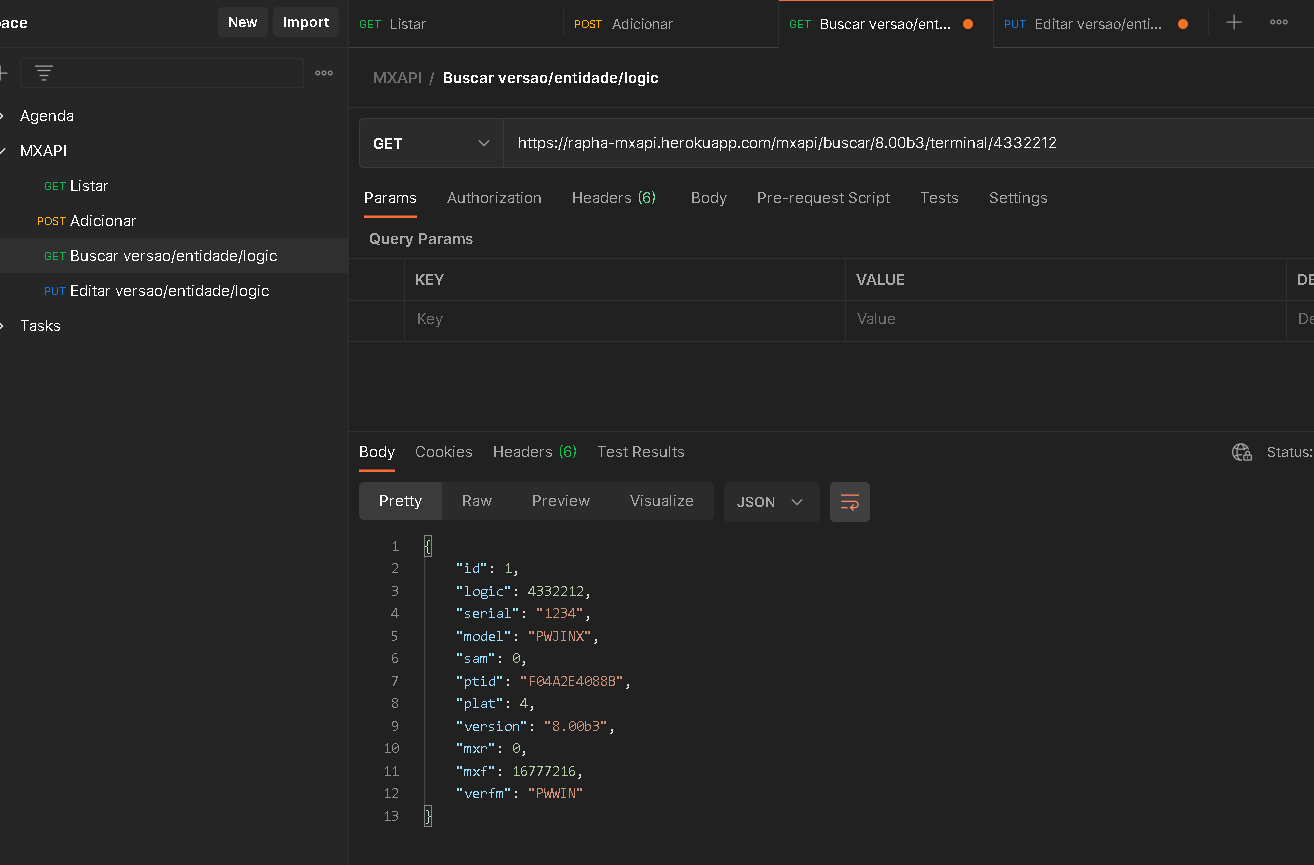 ace
New
Import
GET Listar
POST Adicionar
GET Buscar versao/ent...
PUT Editar versao/enti...
Agenda
MXAPI
GET Listar
POST Adicionar
GET Buscar versao/entidade/logic
PUT Editar versao/entidade/logic
Tasks
MXAPI / Buscar versao/entidade/logic
GET https://rapha-mxapi.herokuapp.com/mxapi/buscar/8.00b3/terminal/4332212
Params Authorization Headers (6) Body Pre-request Script Tests Settings
Query Params
KEY VALUE DE
Key Value De
Body Cookies Headers (6) Test Results Status:
Pretty Raw Preview Visualize JSON
1 {
2 "id": 1,
3 "logic": 4332212,
4 "serial": "1234",
5 "model": "PWJINX",
6 "sam": 0,
7 "ptid": "F04A2E4088B",
8 "plat": 4,
9 "version": "8.00b3",
10 "mxr": 0,
11 "mxf": 16777216,
12 "verfm": "PWWIN"
13 }